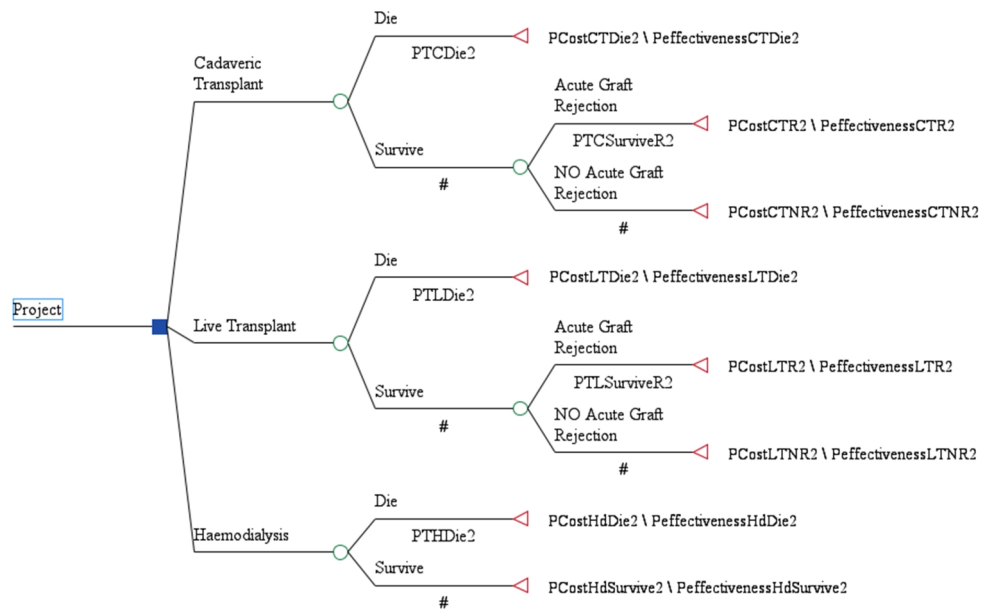 Die
PTCDie2
PCostCTDie2 \ PeffectivenessCTDie2
Cadaveric
Transplant
Acute Graft
Rejection
PTCSurviveR2
PCostCTR2 \ PeffectivenessCTR2
Survive
#
NO Acute Graft
Rejection
#
PCostCTNR2 \ PeffectivenessCTNR2
Project
Die
PTLDie2
PCostLTDie2 \ PeffectivenessLTDie2
Live Transplant
Acute Graft
Rejection
PTLSurviveR2
PCostLTR2 \ PeffectivenessLTR2
Survive
#
NO Acute Graft
Rejection
#
PCostLTNR2 \ PeffectivenessLTNR2
Die
PTHDie2
PCostHdDie2 \ PeffectivenessHdDie2
Haemodialysis
Survive
#
PCostHdSurvive2 \ PeffectivenessHdSurvive2